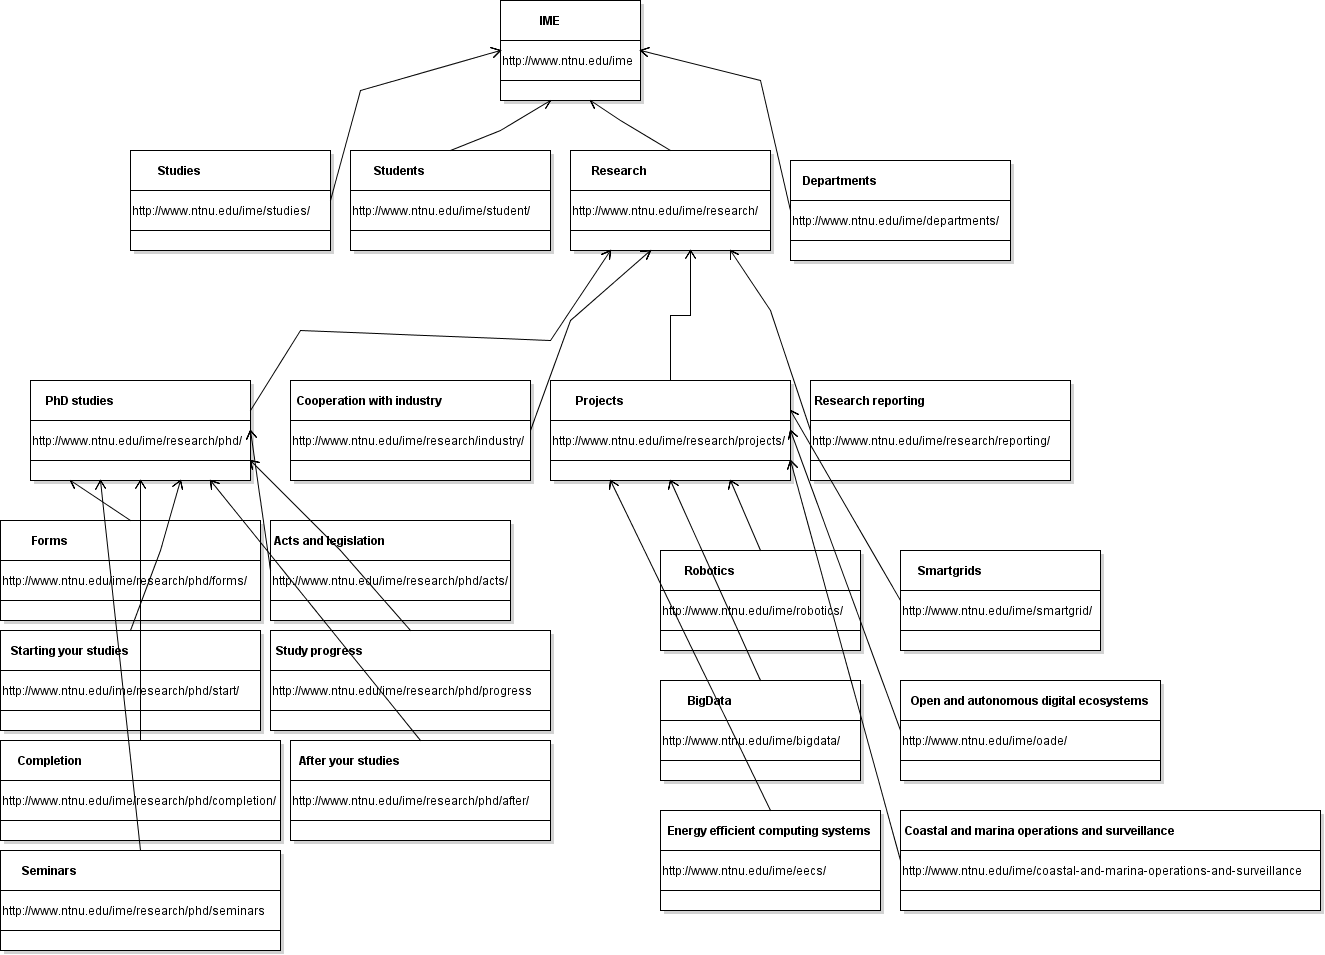 IME
http://www.ntnu.edu/ime
Studies
http://www.ntnu.edu/ime/studies/
Students
http://www.ntnu.edu/ime/student/
Research
http://www.ntnu.edu/ime/research/
Departments
http://www.ntnu.edu/ime/departments/
PhD studies
http://www.ntnu.edu/ime/research/phd/
Cooperation with industry
http://www.ntnu.edu/ime/research/industry/
Projects
http://www.ntnu.edu/ime/research/projects/
Research reporting
http://www.ntnu.edu/ime/research/reporting/
Forms
http://www.ntnu.edu/ime/research/phd/forms/
Acts and legislation
http://www.ntnu.edu/ime/research/phd/acts/
Robotics
http://www.ntnu.edu/ime/robotics/
Smartgrids
http://www.ntnu.edu/ime/smartgrid/
Starting your studies
http://www.ntnu.edu/ime/research/phd/start/
Study progress
http://www.ntnu.edu/ime/research/phd/progress
BigData
http://www.ntnu.edu/ime/bigdata/
Open and autonomous digital ecosystems
http://www.ntnu.edu/ime/oade/
Completion
http://www.ntnu.edu/ime/research/phd/completion/
After your studies
http://www.ntnu.edu/ime/research/phd/after/
Energy efficient computing systems
http://www.ntnu.edu/ime/eecs/
Coastal and marina operations and surveillance
http://www.ntnu.edu/ime/coastal-and-marina-operations-and-surveillance
Seminars
http://www.ntnu.edu/ime/research/phd/seminars